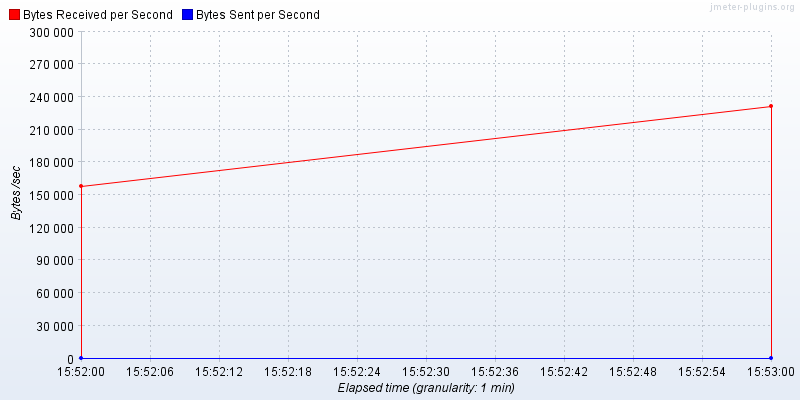 jmeter-plugins.org
Bytes Received per Second Bytes Sent per Second
300 000
270 000
240 000
210 000
180 000
150 000
120 000
90 000
60 000
30 000
0
Bytes /sec
15:52:00 15:52:06 15:52:12 15:52:18 15:52:24 15:52:30 15:52:36 15:52:42 15:52:48 15:52:54 15:53:00
Elapsed time (granularity: 1 min)